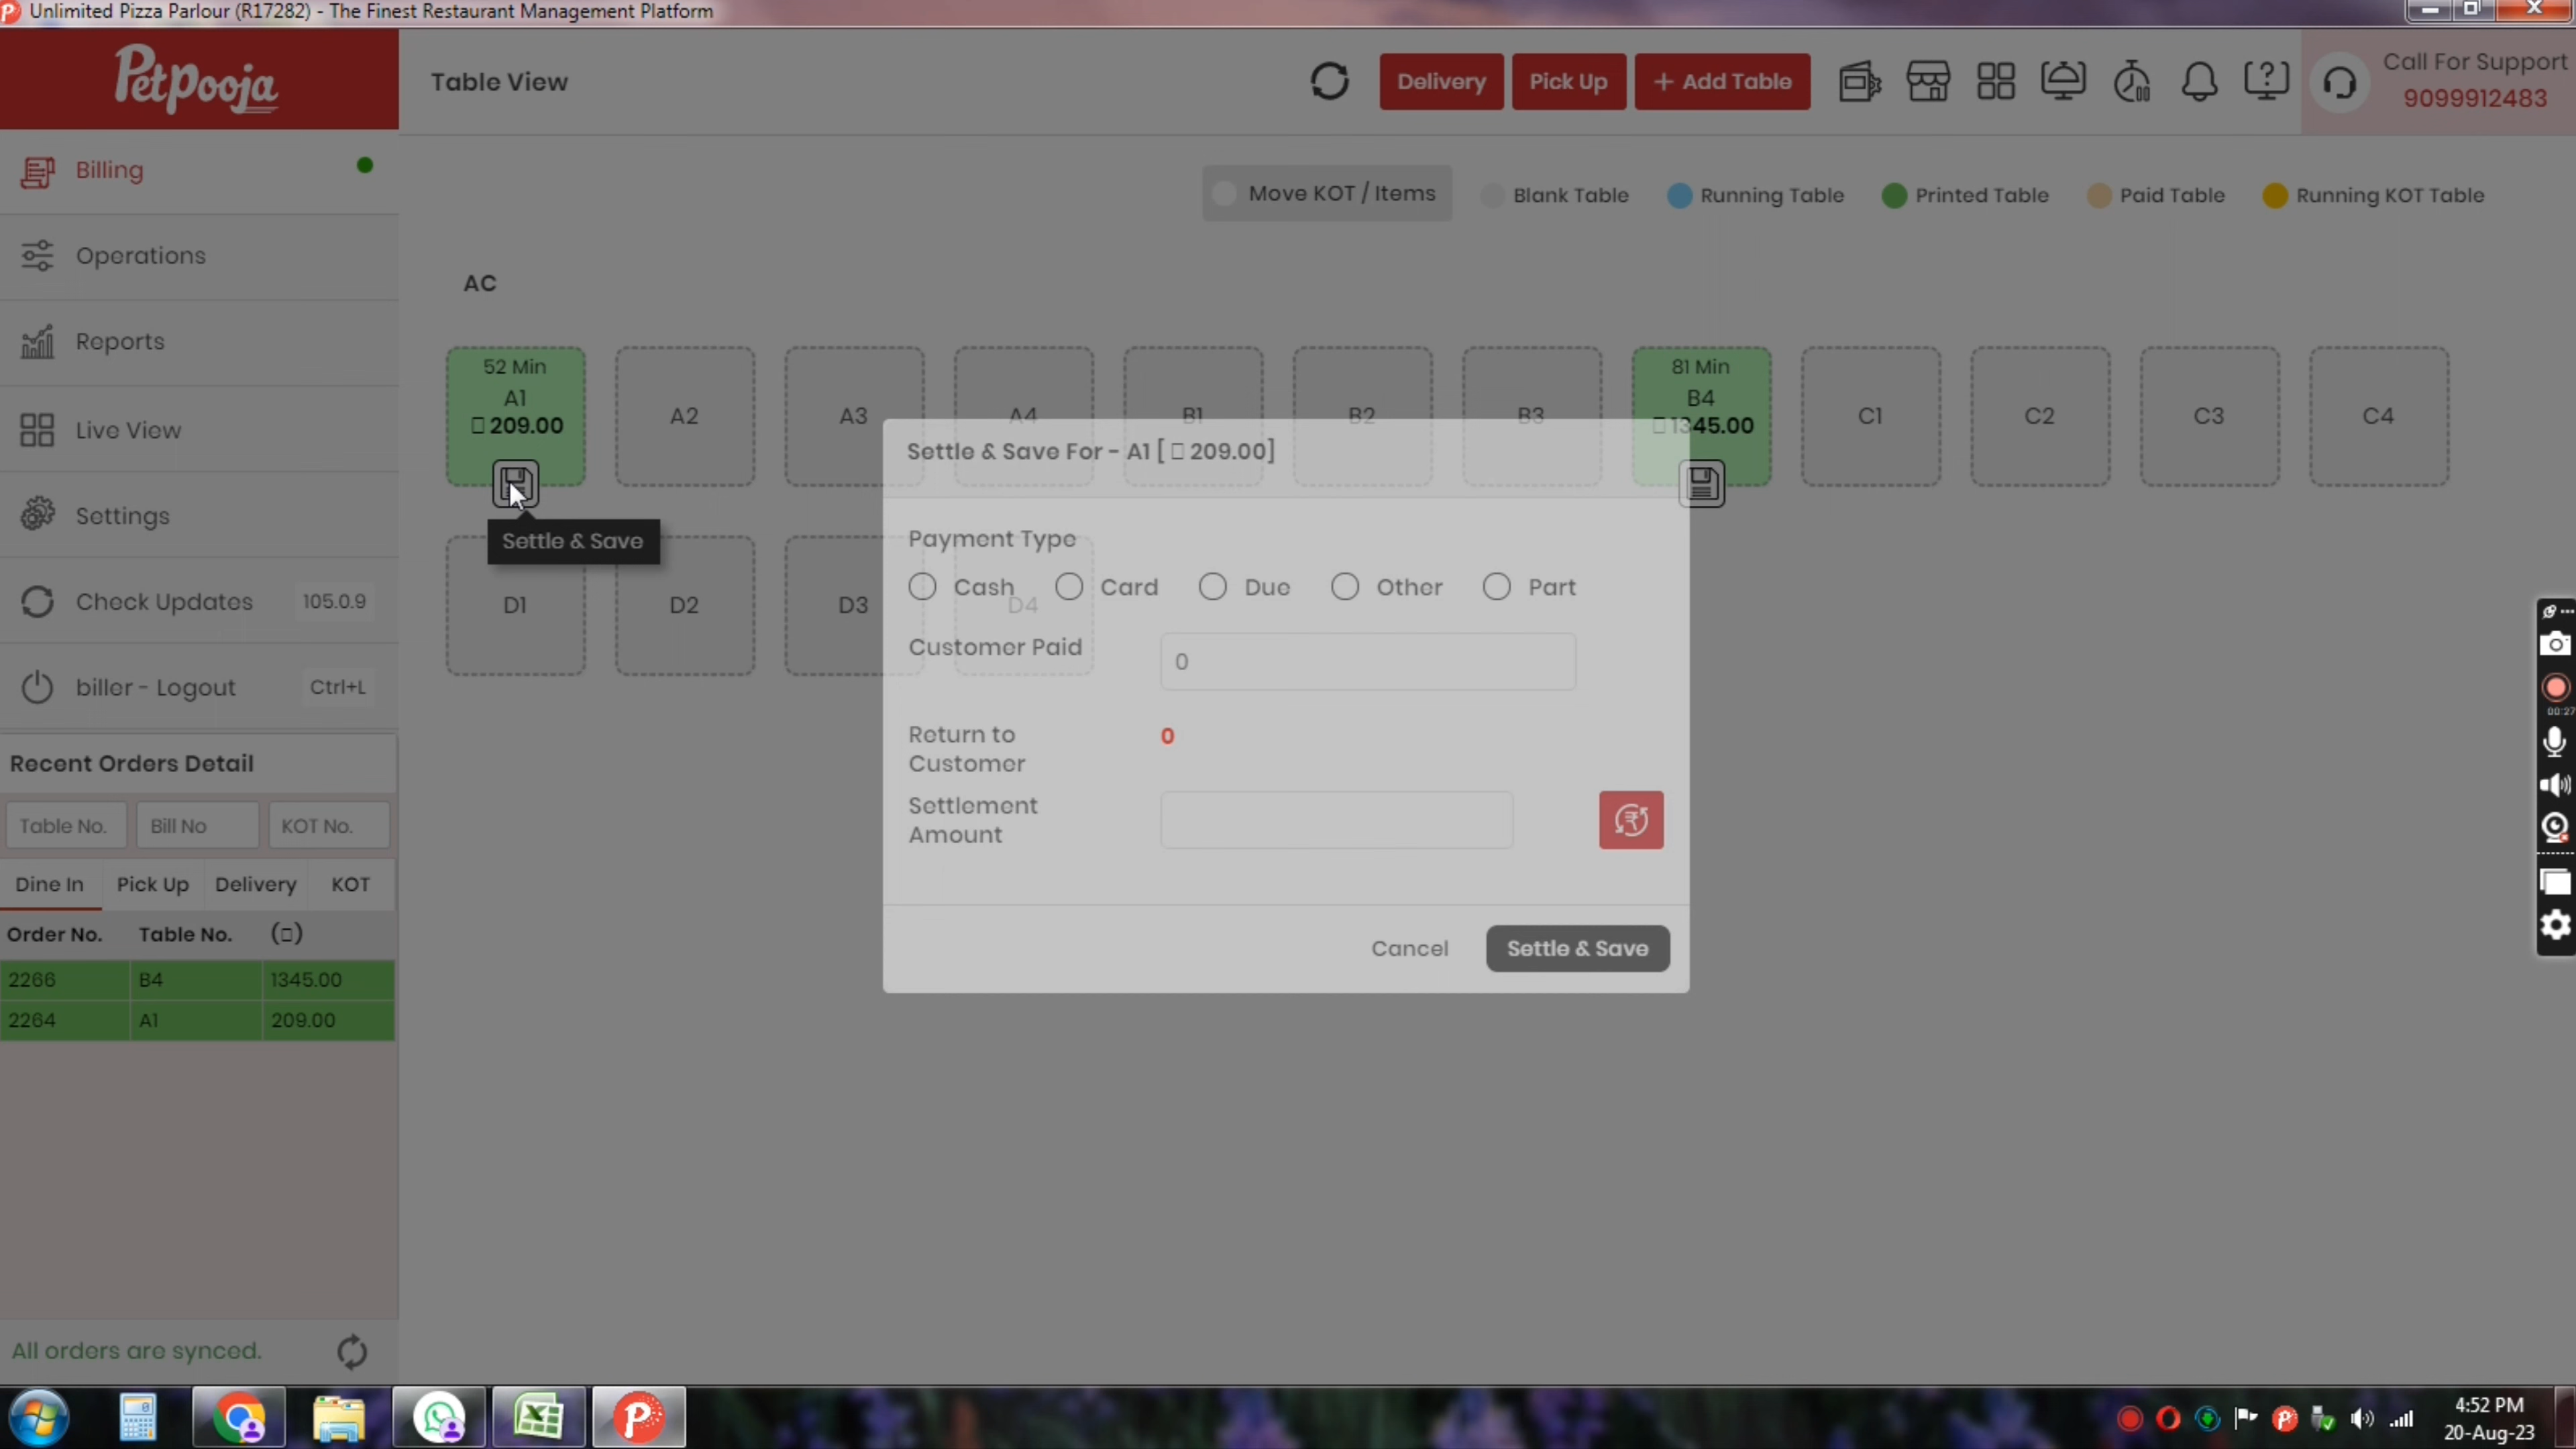 Unlimited Pizza Parlour (R17282) - The Finest Restaurant Management Platform
Petpooja
Table View
Delivery
Pick Up
+ Add Table
Call For Support
9099912483
Billing
Operations
Reports
Live View
Settings
Check Updates 105.0.9
biller - Logout Ctrl+L
Move KOT / Items
Blank Table
Running Table
Printed Table
Paid Table
Running KOT Table
AC
52 Min
A1
209.00
A2
A3
A4
B1
B2
B3
81 Min
B4
1345.00
C1
C2
C3
C4
Settle & Save
D1
D2
D3
D4
Settle & Save For - A1 [ 209.00]
Payment Type
Cash Card Due Other Part
Customer Paid 0
Return to
Customer
0
Settlement
Amount
Cancel
Settle & Save
Recent Orders Detail
Table No. Bill No KOT No.
Dine In Pick Up Delivery KOT
Order No. Table No. ( )
2266 B4 1345.00
2264 A1 209.00
All orders are synced.
00:27
4:52 PM
20-Aug-23